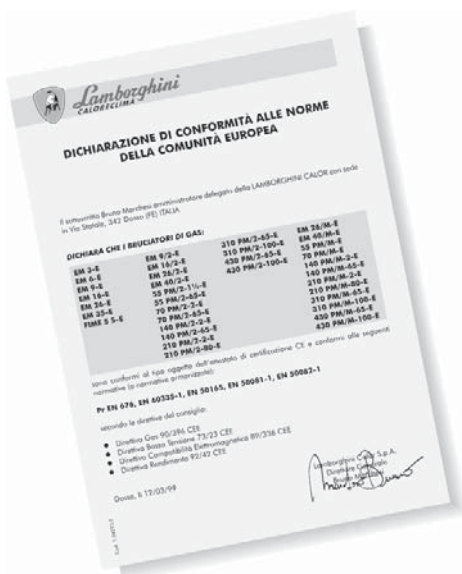 Lamborghini
CALORECLIMA
DICHIARAZIONE DI CONFORMITÀ ALLE NORME
DELLA COMUNITÀ EUROPEA
Il sottoscritto Bruno Marchesi amministratore delegato della LAMBORGHINI CALOR con sede
in Via Statale, 342 Dosso (FE) ITALIA
DICHIARA CHE I BRUCIATORI DI GAS:
EM 3-E
EM 6-E
EM 9-E
EM 16-E
EM 26-E
EM 35-E
FIME 5 S-E
EM 9/2-E
EM 16/2-E
EM 26/2-E
EM 40/2-E
55 PM/2-1½-E
55 PM/2-65-E
70 PM/2-2-E
70 PM/2-65-E
140 PM/2-2-E
140 PM/2-65-E
210 PM/2-2-E
210 PM/2-80-E
210 PM/2-65-E
310 PM/2-100-E
430 PM/2-65-E
430 PM/2-100-E
EM 26/M-E
EM 40/M-E
55 PM/M-E
70 PM/M-E
140 PM/M-2-E
140 PM/M-65-E
210 PM/M-2-E
210 PM/M-80-E
310 PM/M-65-E
310 PM/M-100-E
430 PM/M-65-E
430 PM/M-100-E
sono conformi al tipo oggetto dell'attestato di certificazione CE e conformi alle seguenti
normative (o normative armonizzate):
Pr EN 676, EN 60335-1, EN 50165, EN 50081-1, EN 50082-1
secondo le direttive del consiglio:
● Direttiva Gas 90/396 CEE
● Direttiva Bassa Tensione 73/23 CEE
● Direttiva Compatibilità Elettromagnetica 89/336 CEE
● Direttiva Rendimento 92/42 CEE
Dosso, li 12/03/99
Lamborghini Calor S.p.A.
Direttore Generale
Bruno Marchesi